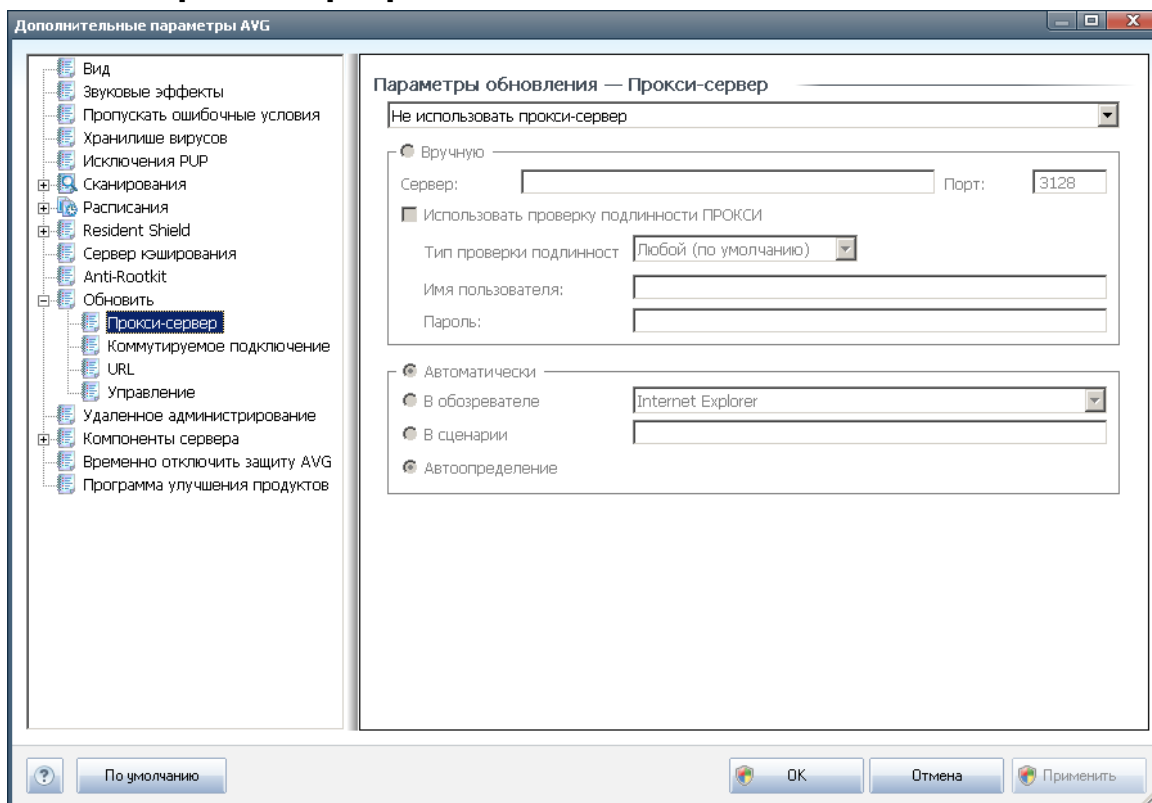 Дополнительные параметры AVG
Вид
Звуковые эффекты
Пропускать ошибочные условия
Хранилише вирусов
Исключения PUP
Сканирования
Расписания
Resident Shield
Сервер кэширования
Anti-Rootkit
Обновить
Прокси-сервер
Коммутируемое подключение
URL
Управление
Удаленное администрирование
Компоненты сервера
Временно отключить защиту AVG
Программа улучшения продуктов
Параметры обновления — Прокси-сервер
Не использовать прокси-сервер
Вручную
Сервер:
Порт: 3128
Использовать проверку подлинности ПРОКСИ
Тип проверки подлинност Любой (по умолчанию)
Имя пользователя:
Пароль:
Автоматически
В обозревателе Internet Explorer
В сценарии
Автоопределение
? По умолчанию OK Отмена Применить